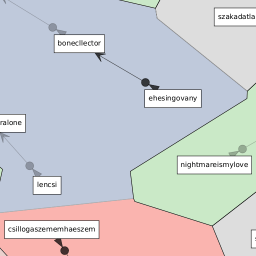 szakadatla
bonecllector
ehesingovany
ralone
nightmareismylove
lencsi
csillogaszememhaeszem
s